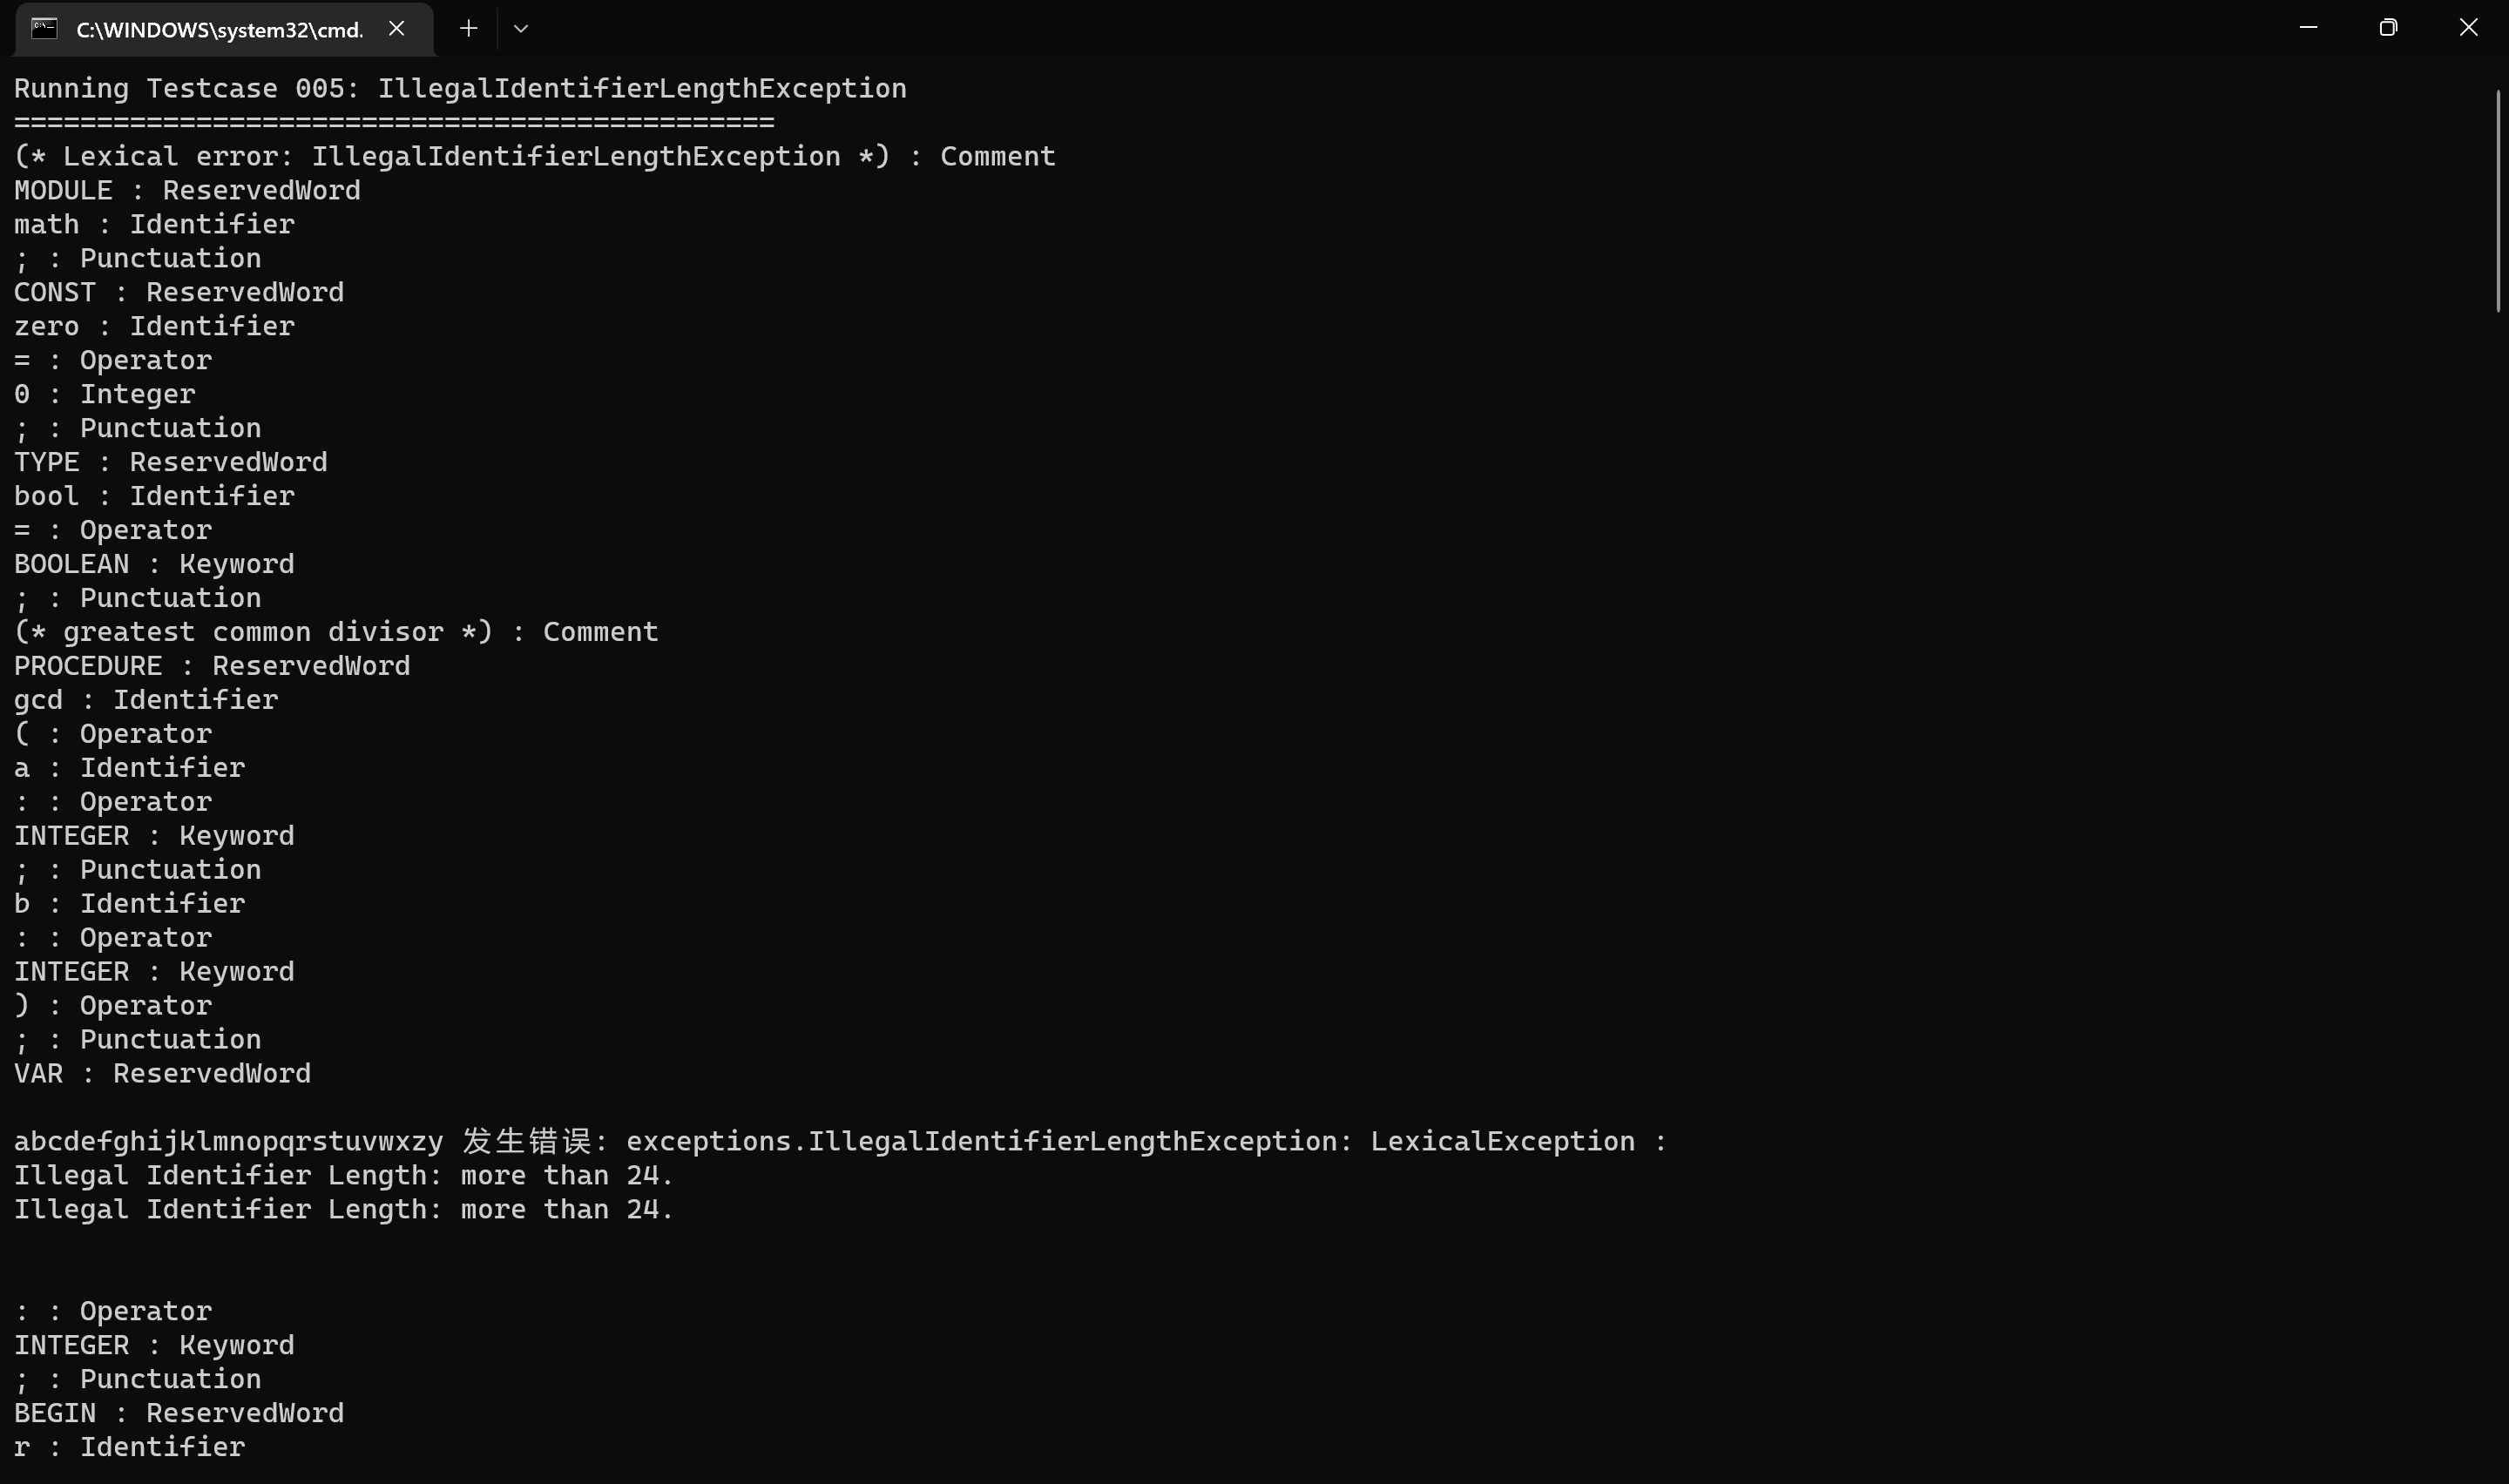 C:\WINDOWS\system32\cmd.
Running Testcase 005: IllegalIdentifierLengthException
==============================================
(* Lexical error: IllegalIdentifierLengthException *) : Comment
MODULE : ReservedWord
math : Identifier
; : Punctuation
CONST : ReservedWord
zero : Identifier
= : Operator
0 : Integer
; : Punctuation
TYPE : ReservedWord
bool : Identifier
= : Operator
BOOLEAN : Keyword
; : Punctuation
(* greatest common divisor *) : Comment
PROCEDURE : ReservedWord
gcd : Identifier
( : Operator
a : Identifier
: : Operator
INTEGER : Keyword
; : Punctuation
b : Identifier
: : Operator
INTEGER : Keyword
) : Operator
; : Punctuation
VAR : ReservedWord
abcdefghijklmnopqrstuvwxzy 发生错误: exceptions.IllegalIdentifierLengthException: LexicalException :
Illegal Identifier Length: more than 24.
Illegal Identifier Length: more than 24.
: : Operator
INTEGER : Keyword
; : Punctuation
BEGIN : ReservedWord
r : Identifier